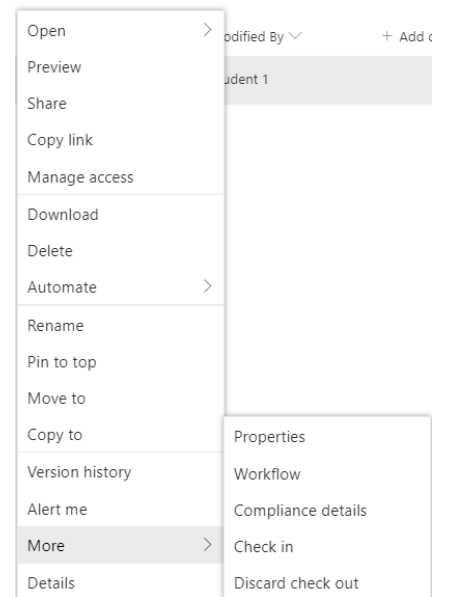 Open
Preview
Share
Copy link
Manage access
Download
Delete
Automate
Rename
Pin to top
Move to
Copy to
Version history
Alert me
More
Details
odified By
+ Add
udent 1
Properties
Workflow
Compliance details
Check in
Discard check out